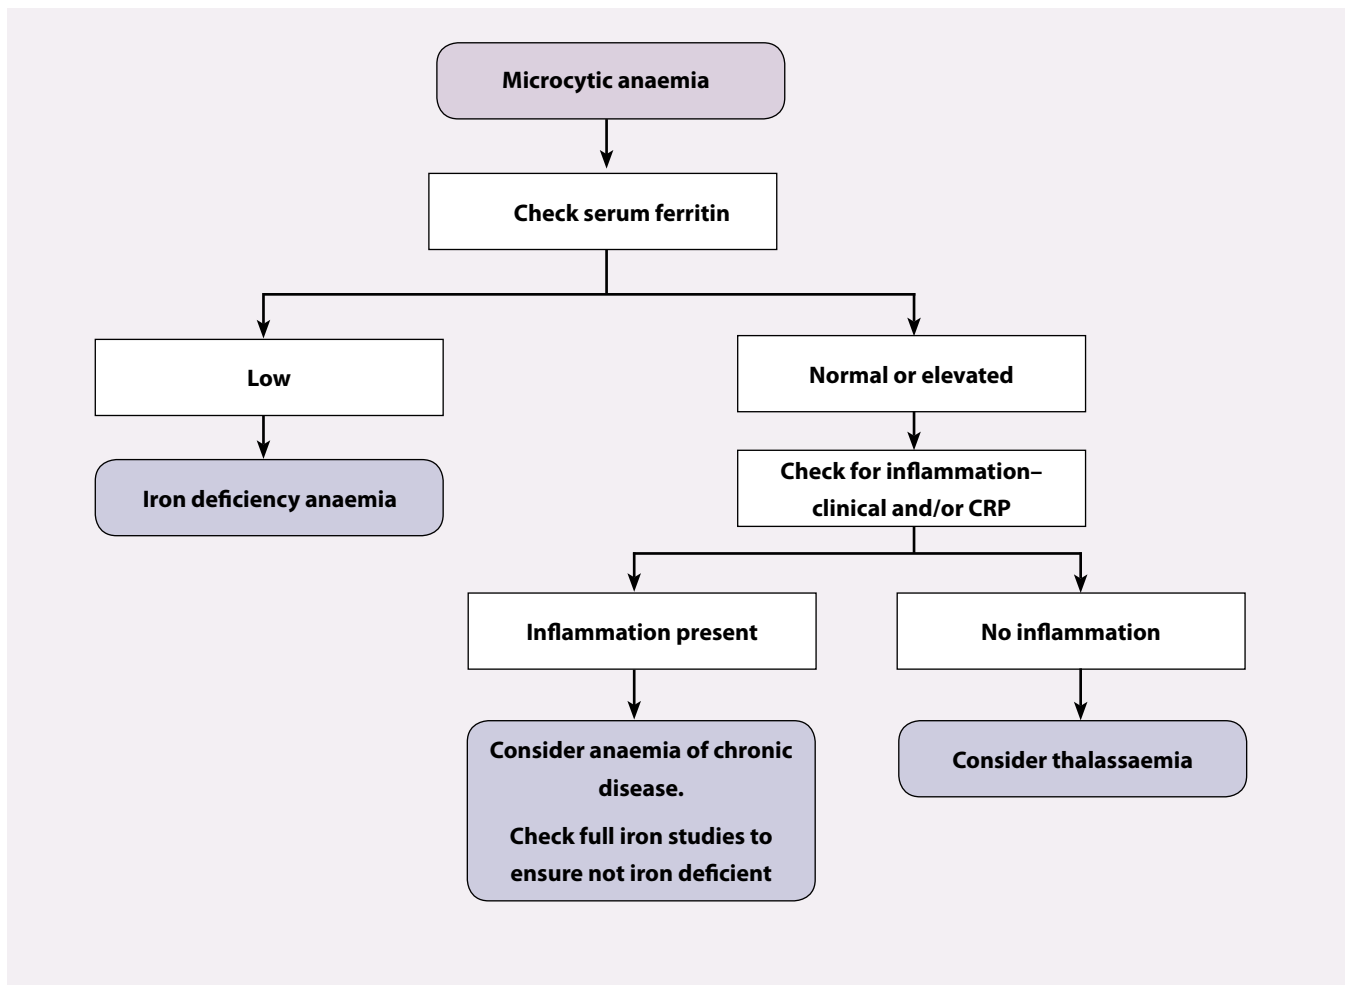 Microcytic anaemia
Check serum ferritin
Low
Normal or elevated
Iron deficiency anaemia
Check for inflammation–
clinical and/or CRP
Inflammation present
No inflammation
Consider anaemia of chronic
disease.
Check full iron studies to
ensure not iron deficient
Consider thalassaemia